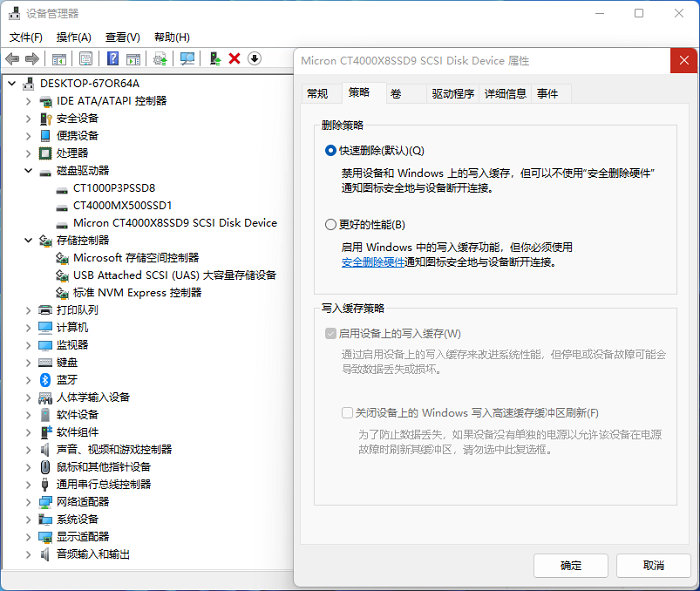 设备管理器
文件(F) 操作(A) 查看(V) 帮助(H)
DESKTOP-67OR64A
IDE ATA/ATAPI 控制器
安全设备
便携设备
处理器
磁盘驱动器
CT1000P3PSSD8
CT4000MX500SSD1
Micron CT4000X8SSD9 SCSI Disk Device
存储控制器
Microsoft 存储空间控制器
USB Attached SCSI (UAS) 大容量存储设备
标准 NVM Express 控制器
打印队列
计算机
监视器
键盘
蓝牙
人体学输入设备
软件设备
软件组件
声音、视频和游戏控制器
鼠标和其他指针设备
通用串行总线控制器
网络适配器
系统设备
显示适配器
音频输入和输出
Micron CT4000X8SSD9 SCSI Disk Device 属性
常规 策略 卷 驱动程序 详细信息 事件
删除策略
快速删除(默认)(Q)
禁用设备和 Windows 上的写入缓存，但可以不使用“安全删除硬件”
通知图标安全地与设备断开连接。
更好的性能(B)
启用 Windows 中的写入缓存功能，但你必须使用
安全删除硬件通知图标安全地与设备断开连接。
写入缓存策略
启用设备上的写入缓存(W)
通过启用设备上的写入缓存来改进系统性能，但停电或设备故障可能会
导致数据丢失或损坏。
关闭设备上的 Windows 写入高速缓存缓冲区刷新(F)
为了防止数据丢失，如果设备没有单独的电源以允许该设备在电源
故障时刷新其缓冲区，请勿选中此复选框。
确定 取消